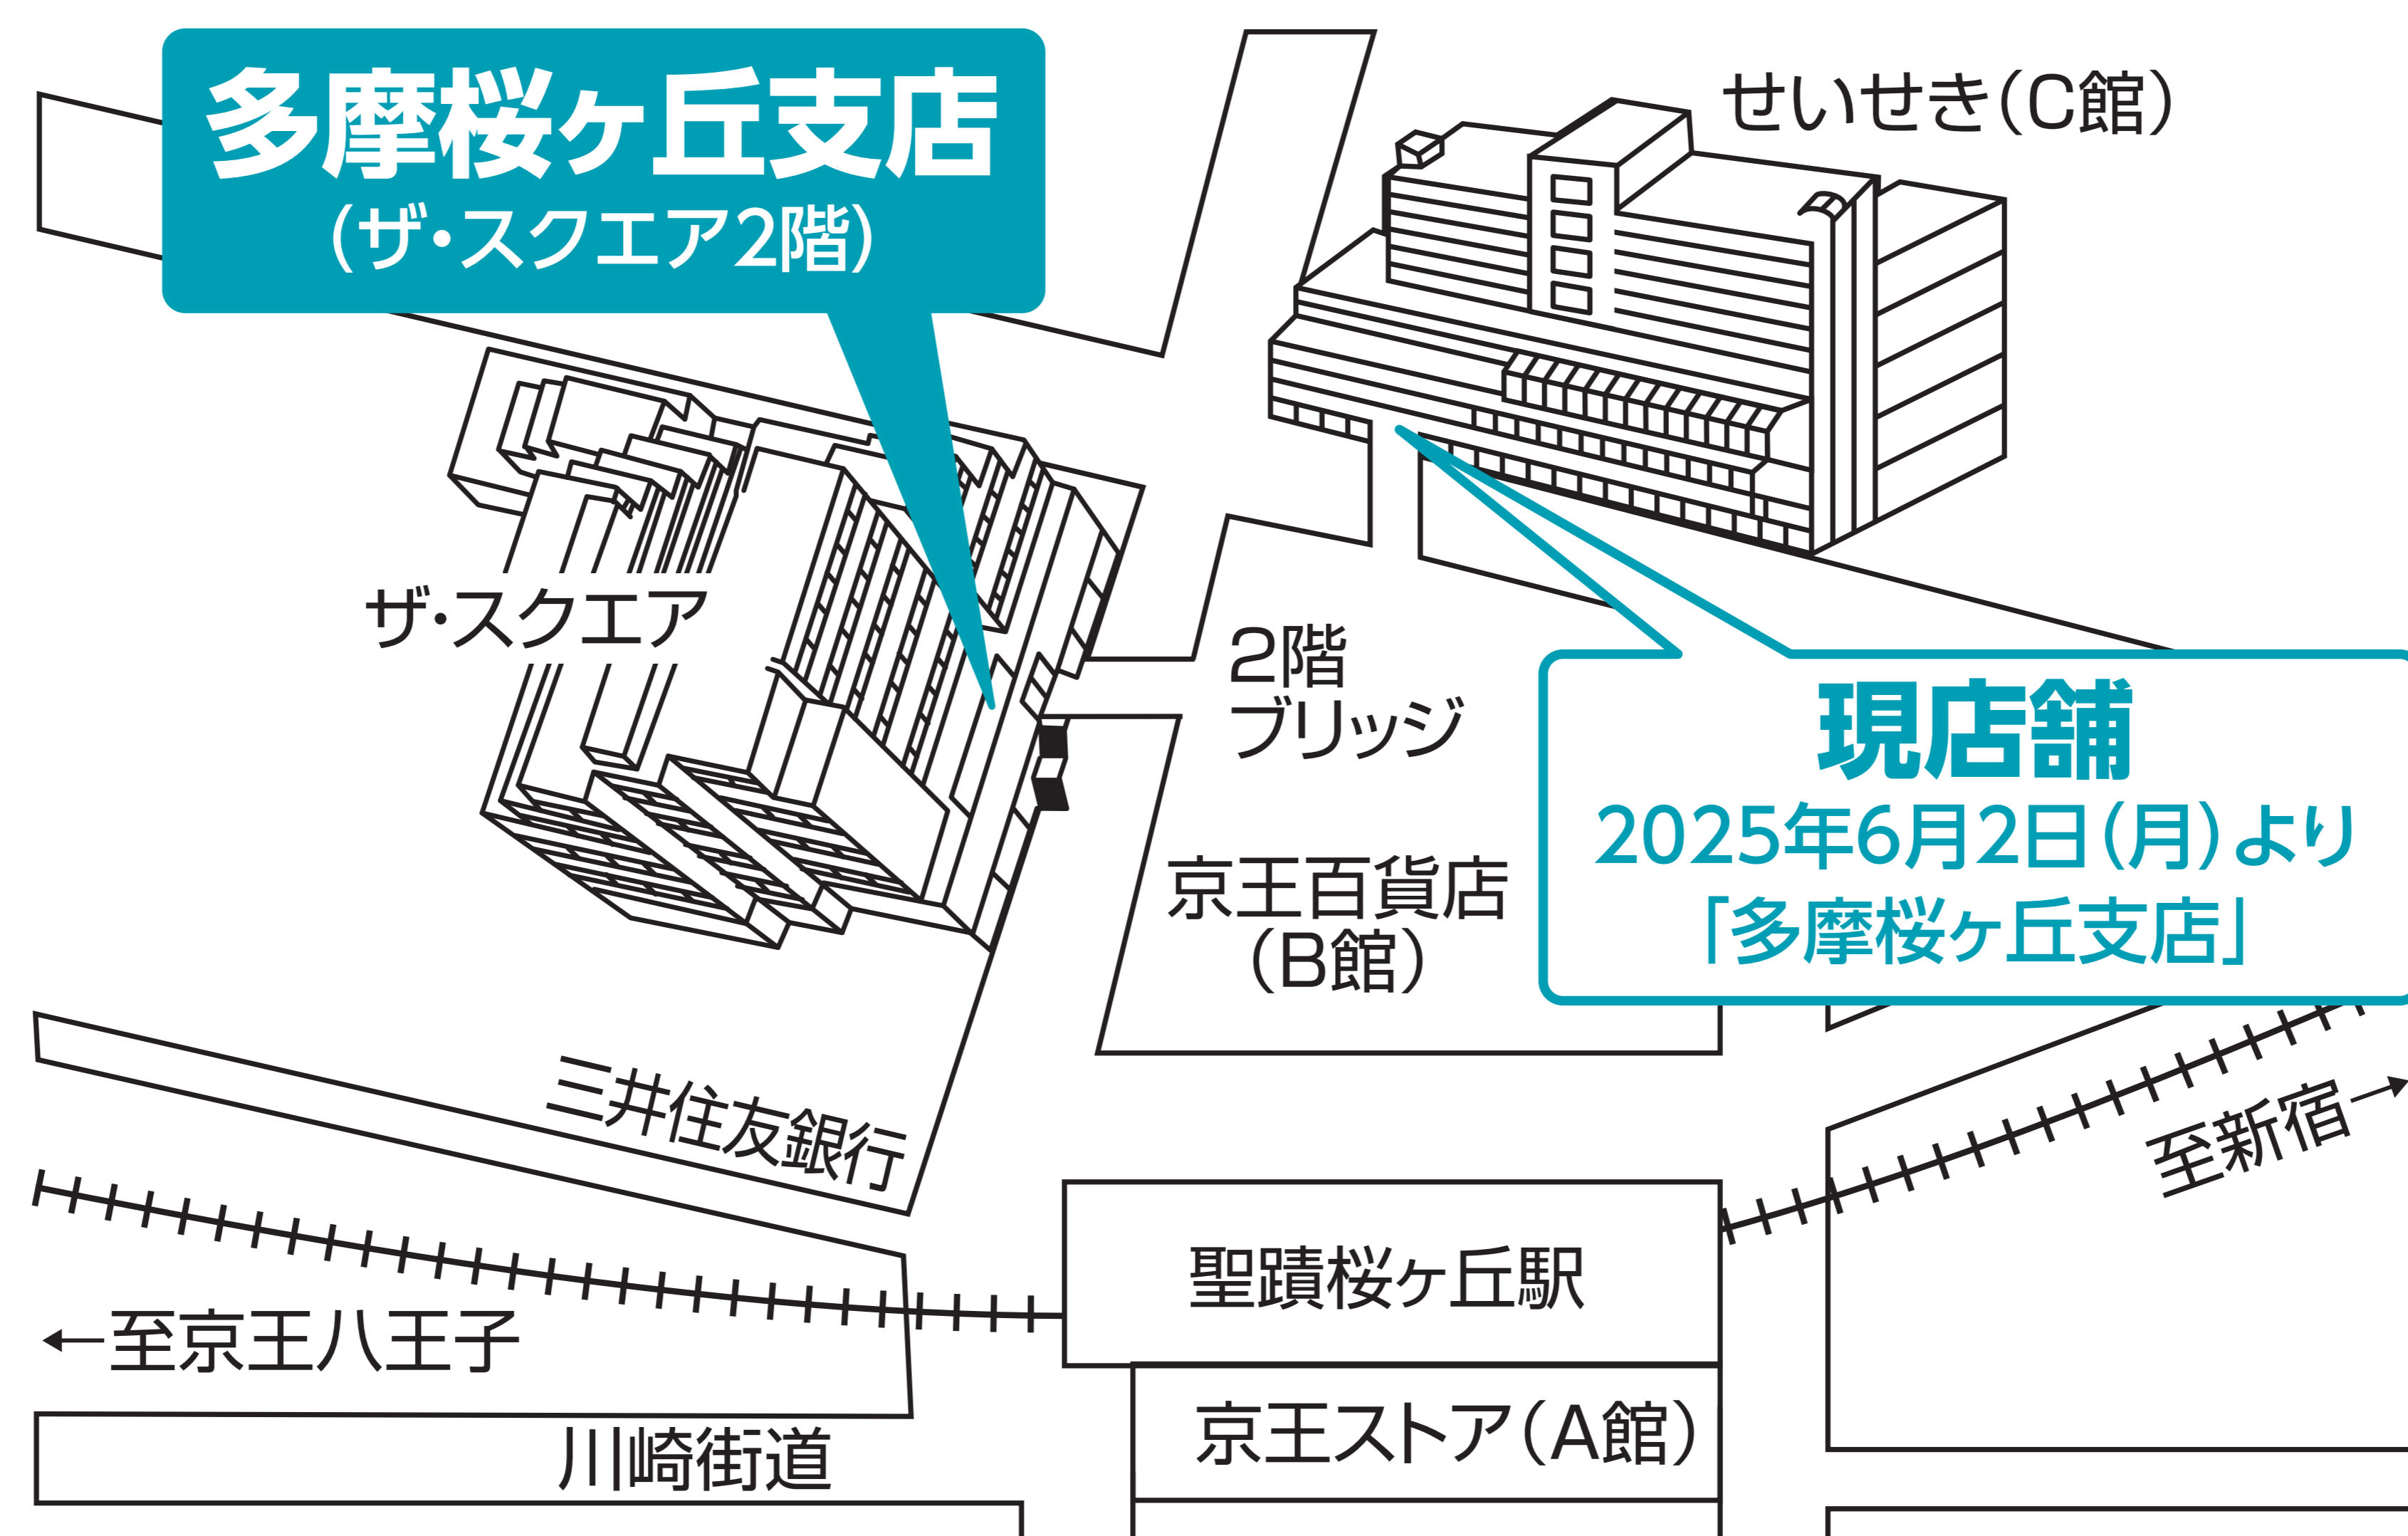 多摩桜ヶ丘支店
（ザ・スクエア2階）
せいせき（C館）
ザ・スクエア
2階
ブリッジ
現店舗
2025年6月2日（月）より
「多摩桜ヶ丘支店」
京王百貨店
（B館）
三井住友銀行
至新宿→
聖蹟桜ヶ丘駅
←至京王八王子
京王ストア（A館）
川崎街道